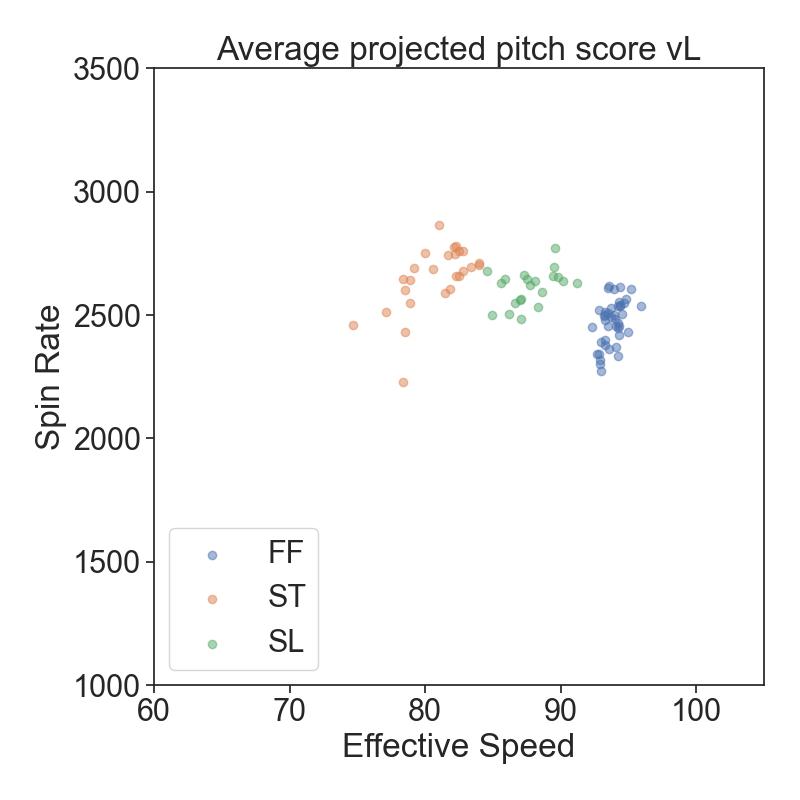 Average projected pitch score vL
3500
3000
2500
2000
1500
1000
Spin Rate
FF
ST
SL
60 70 80 90 100
Effective Speed